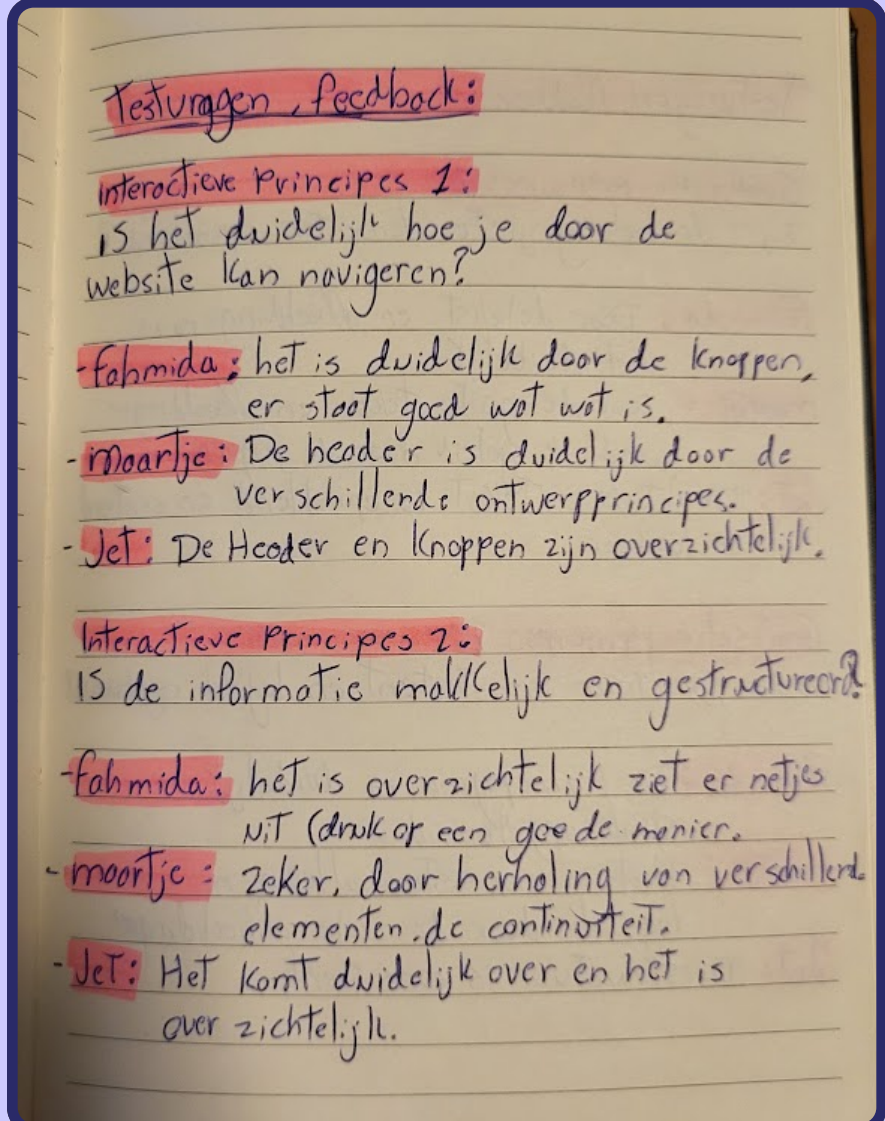 Testvragen, feedback:
interactieve Principes 1:
is het duidelijk hoe je door de
website kan navigeren?
-fahmida: het is duidelijk door de knoppen,
er staat goed wat wat is.
-maartje: De header is duidelijk door de
verschillende ontwerpprincipes.
-Jet: De Header en knoppen zijn overzichtelijk.
Interactieve Principes 2:
IS de informatie makkelijk en gestructureerd?
-fahmida: het is overzichtelijk ziet er netjes
uit (druk op een goede manier.
-maartje: Zeker, door herhaling van verschillend.
elementen. de continuïteit.
-Jet: Het komt duidelijk over en het is
overzichtelijk.